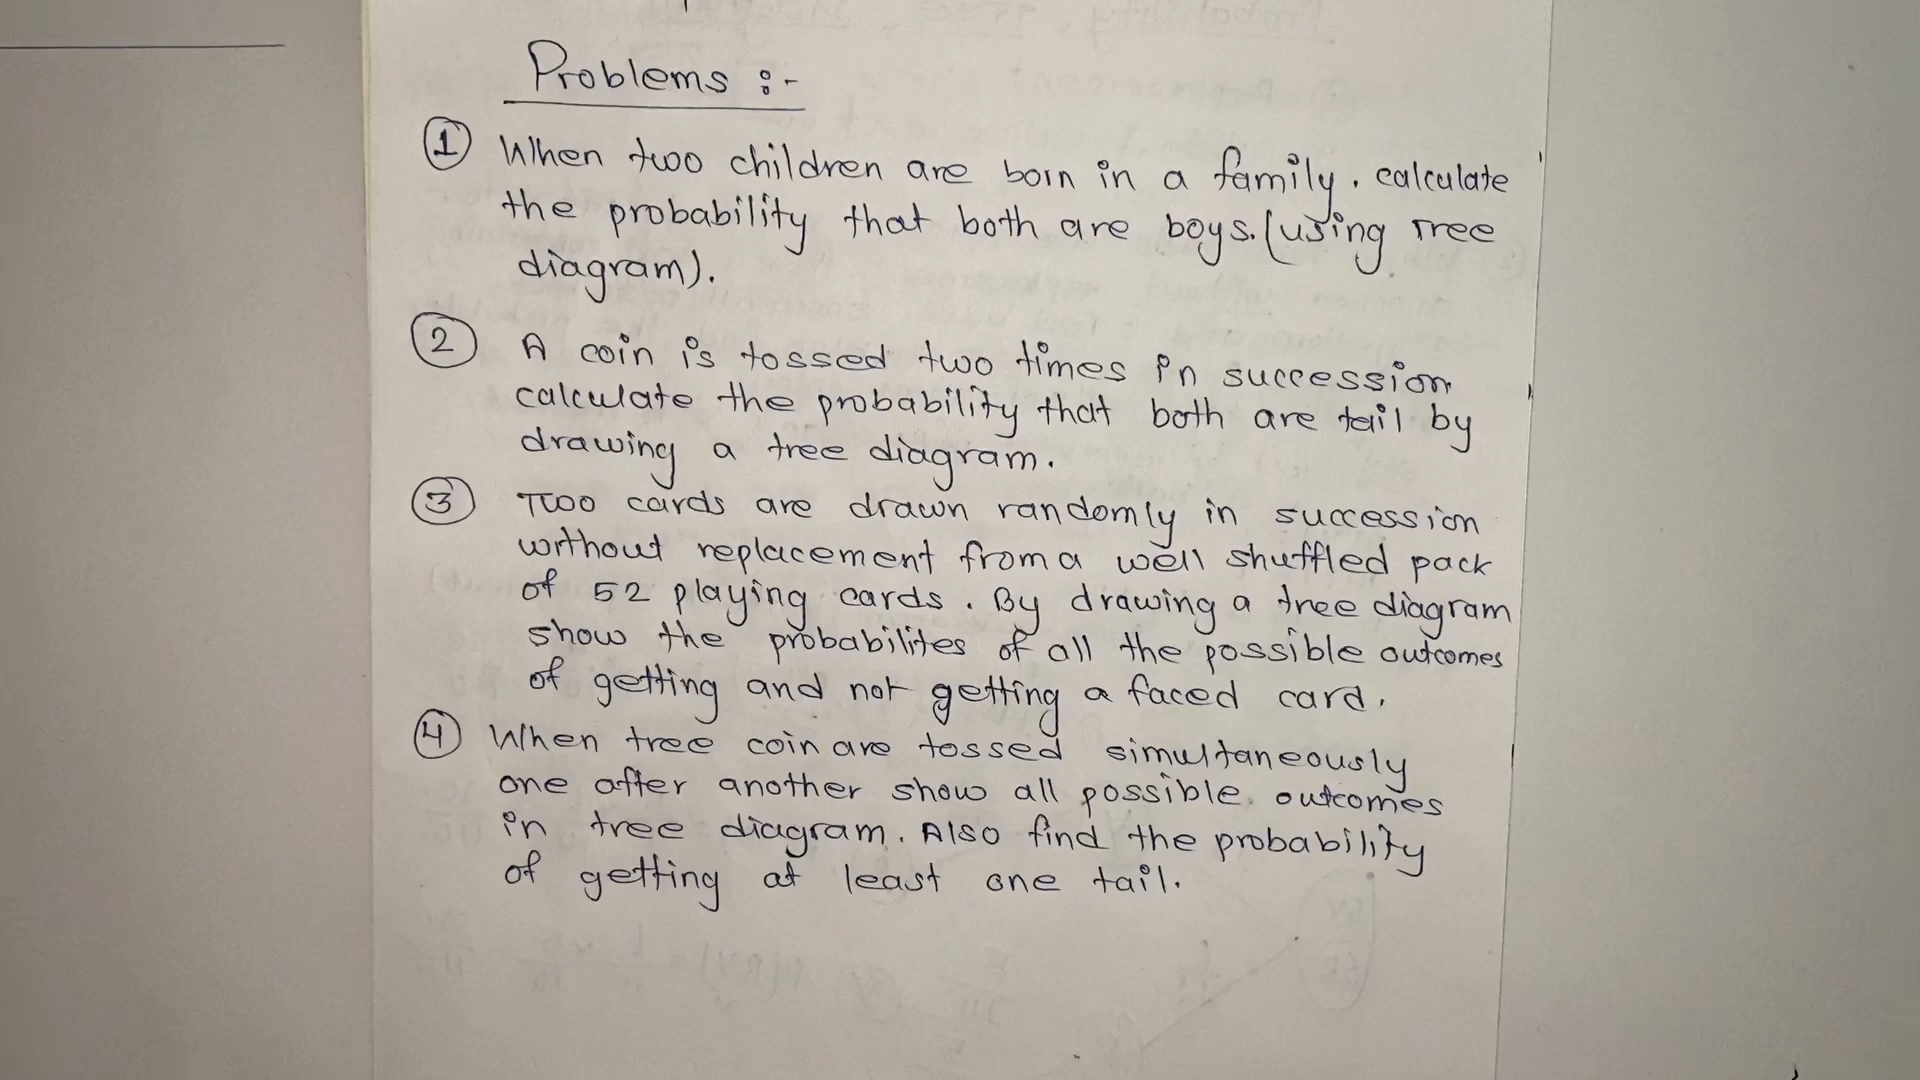 Problems :-
① When two children are born in a family. calculate
the probability that both are boys. (using Tree
diagram).
② A coin is tossed two times in succession
calculate the probability that both are tail by
drawing a tree diagram.
③ Two cards are drawn randomly in succession
without replacement from a well shuffled pack
of 52 playing cards. By drawing a tree diagram
show the probabilites of all the possible outcomes
of getting and not getting a faced card.
④ When tree coin are tossed simultaneously
one after another show all possible outcomes
in tree diagram. Also find the probability
of getting at least one tail.